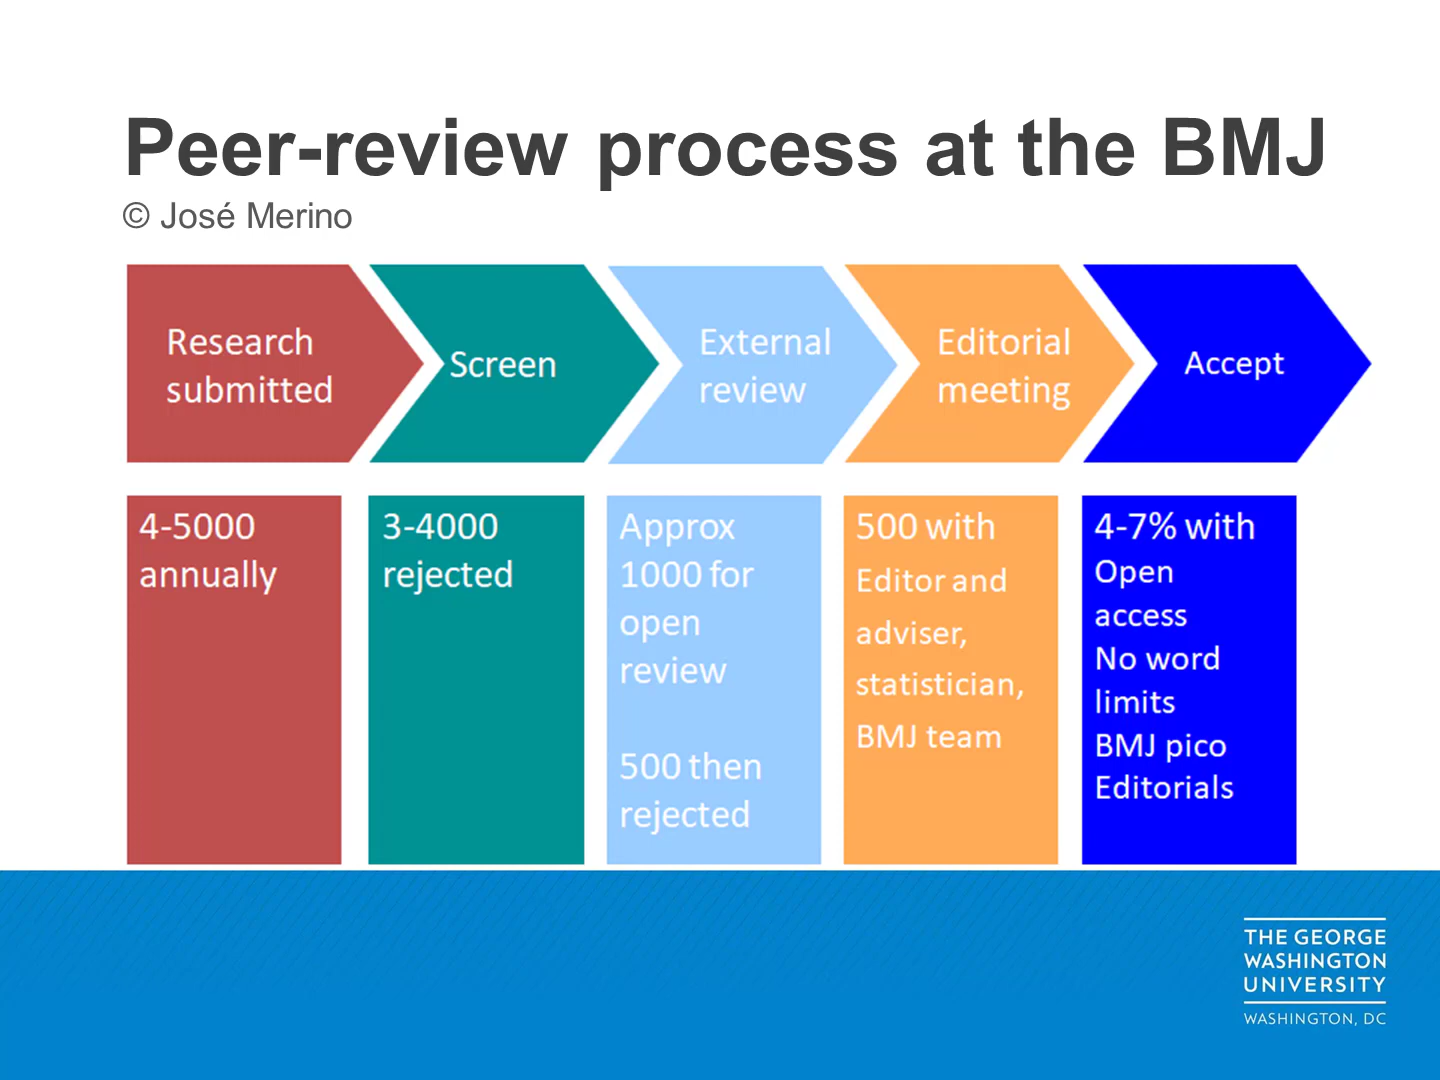 Peer-review process at the BMJ
© José Merino
Research
submitted
Screen
External
review
Editorial
meeting
Accept
4-5000
annually
3-4000
rejected
Approx
1000 for
open
review
500 then
rejected
500 with
Editor and
adviser,
statistician,
BMJ team
4-7% with
Open
access
No word
limits
BMJ pico
Editorials
THE GEORGE
WASHINGTON
UNIVERSITY
WASHINGTON, DC